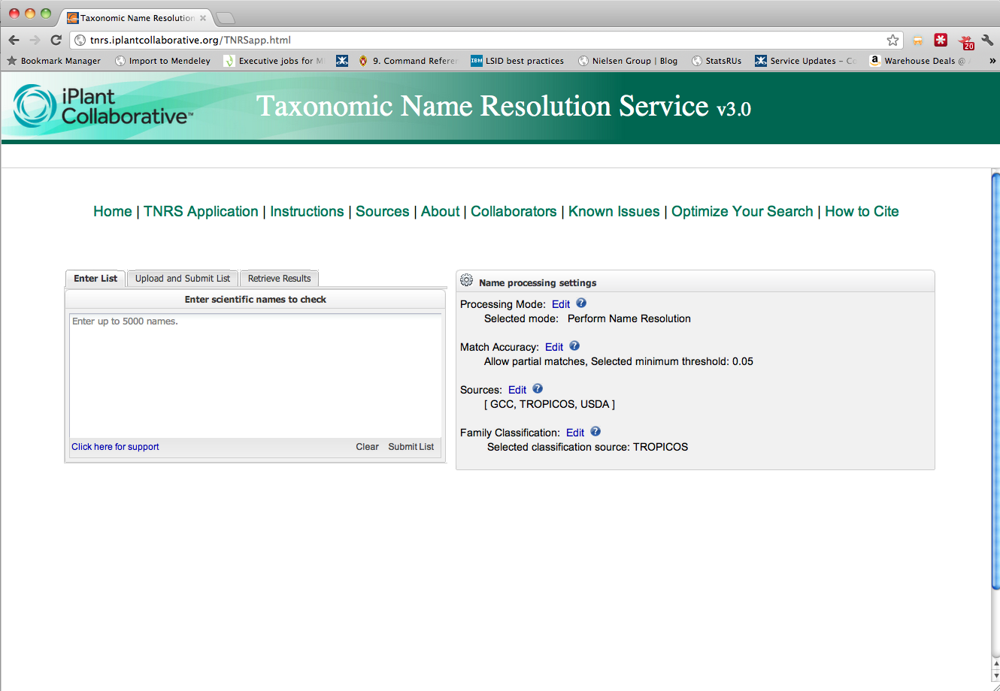 Taxonomic Name Resolution
tnrs.iplantcollaborative.org/TNRSapp.html
20
Bookmark Manager Import to Mendeley Executive jobs for 9. Command Refere IBM LSID best practices Nielsen Group | Blog StatsRUs Service Updates – Co a Warehouse Deals @ »
iPlant
Collaborative™
Taxonomic Name Resolution Service v3.0
Home | TNRS Application | Instructions | Sources | About | Collaborators | Known Issues | Optimize Your Search | How to Cite
Enter List Upload and Submit List Retrieve Results
Enter scientific names to check
Enter up to 5000 names.
Click here for support Clear Submit List
Name processing settings
Processing Mode: Edit ?
Selected mode: Perform Name Resolution
Match Accuracy: Edit ?
Allow partial matches, Selected minimum threshold: 0.05
Sources: Edit ?
[ GCC, TROPICOS, USDA ]
Family Classification: Edit ?
Selected classification source: TROPICOS